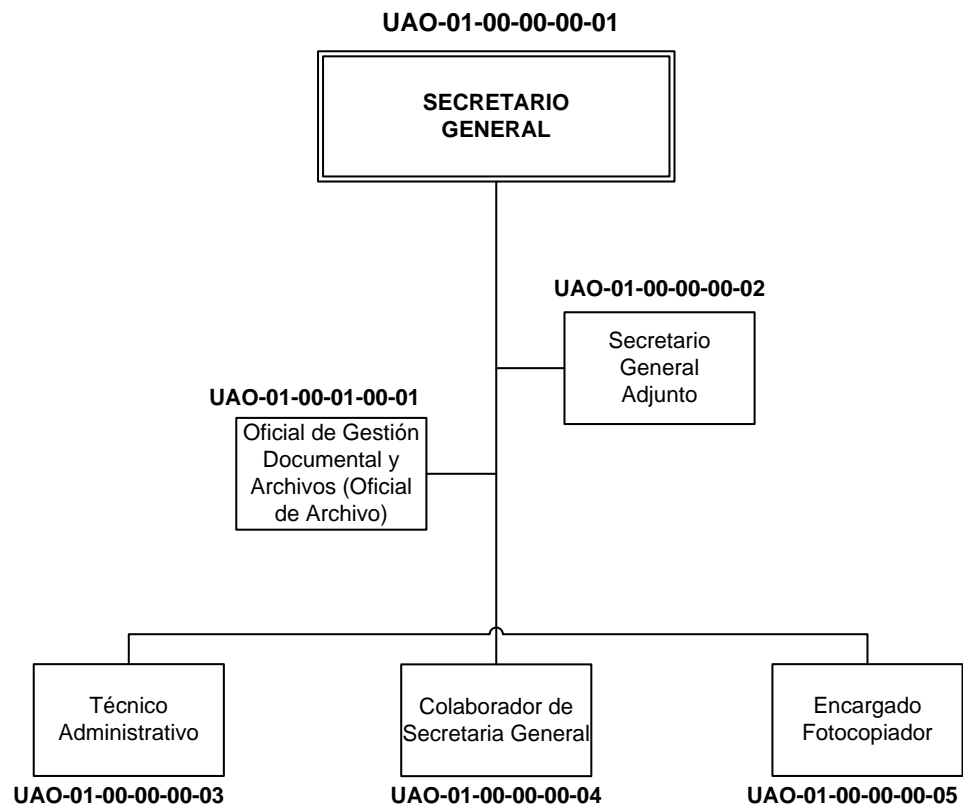 UAO-01-00-00-00-01
SECRETARIO
GENERAL
UAO-01-00-00-00-02
Secretario
General
Adjunto
UAO-01-00-01-00-01
Oficial de Gestión
Documental y
Archivos (Oficial
de Archivo)
Técnico
Administrativo
UAO-01-00-00-00-03
Colaborador de
Secretaria General
UAO-01-00-00-00-04
Encargado
Fotocopiador
UAO-01-00-00-00-05